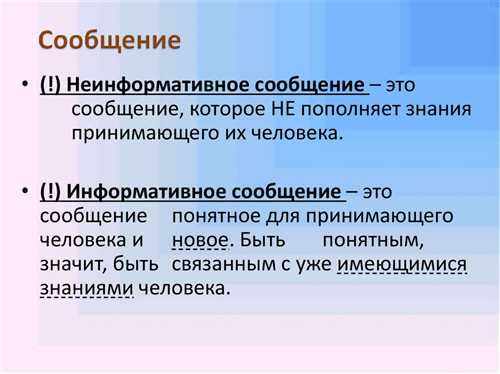 Сообщение
• (!) Неинформативное сообщение – это
сообщение, которое НЕ пополняет знания
принимающего их человека.
• (!) Информативное сообщение – это
сообщение понятное для принимающего
человека и новое. Быть понятным,
значит, быть связанным с уже имеющимися
знаниями человека.